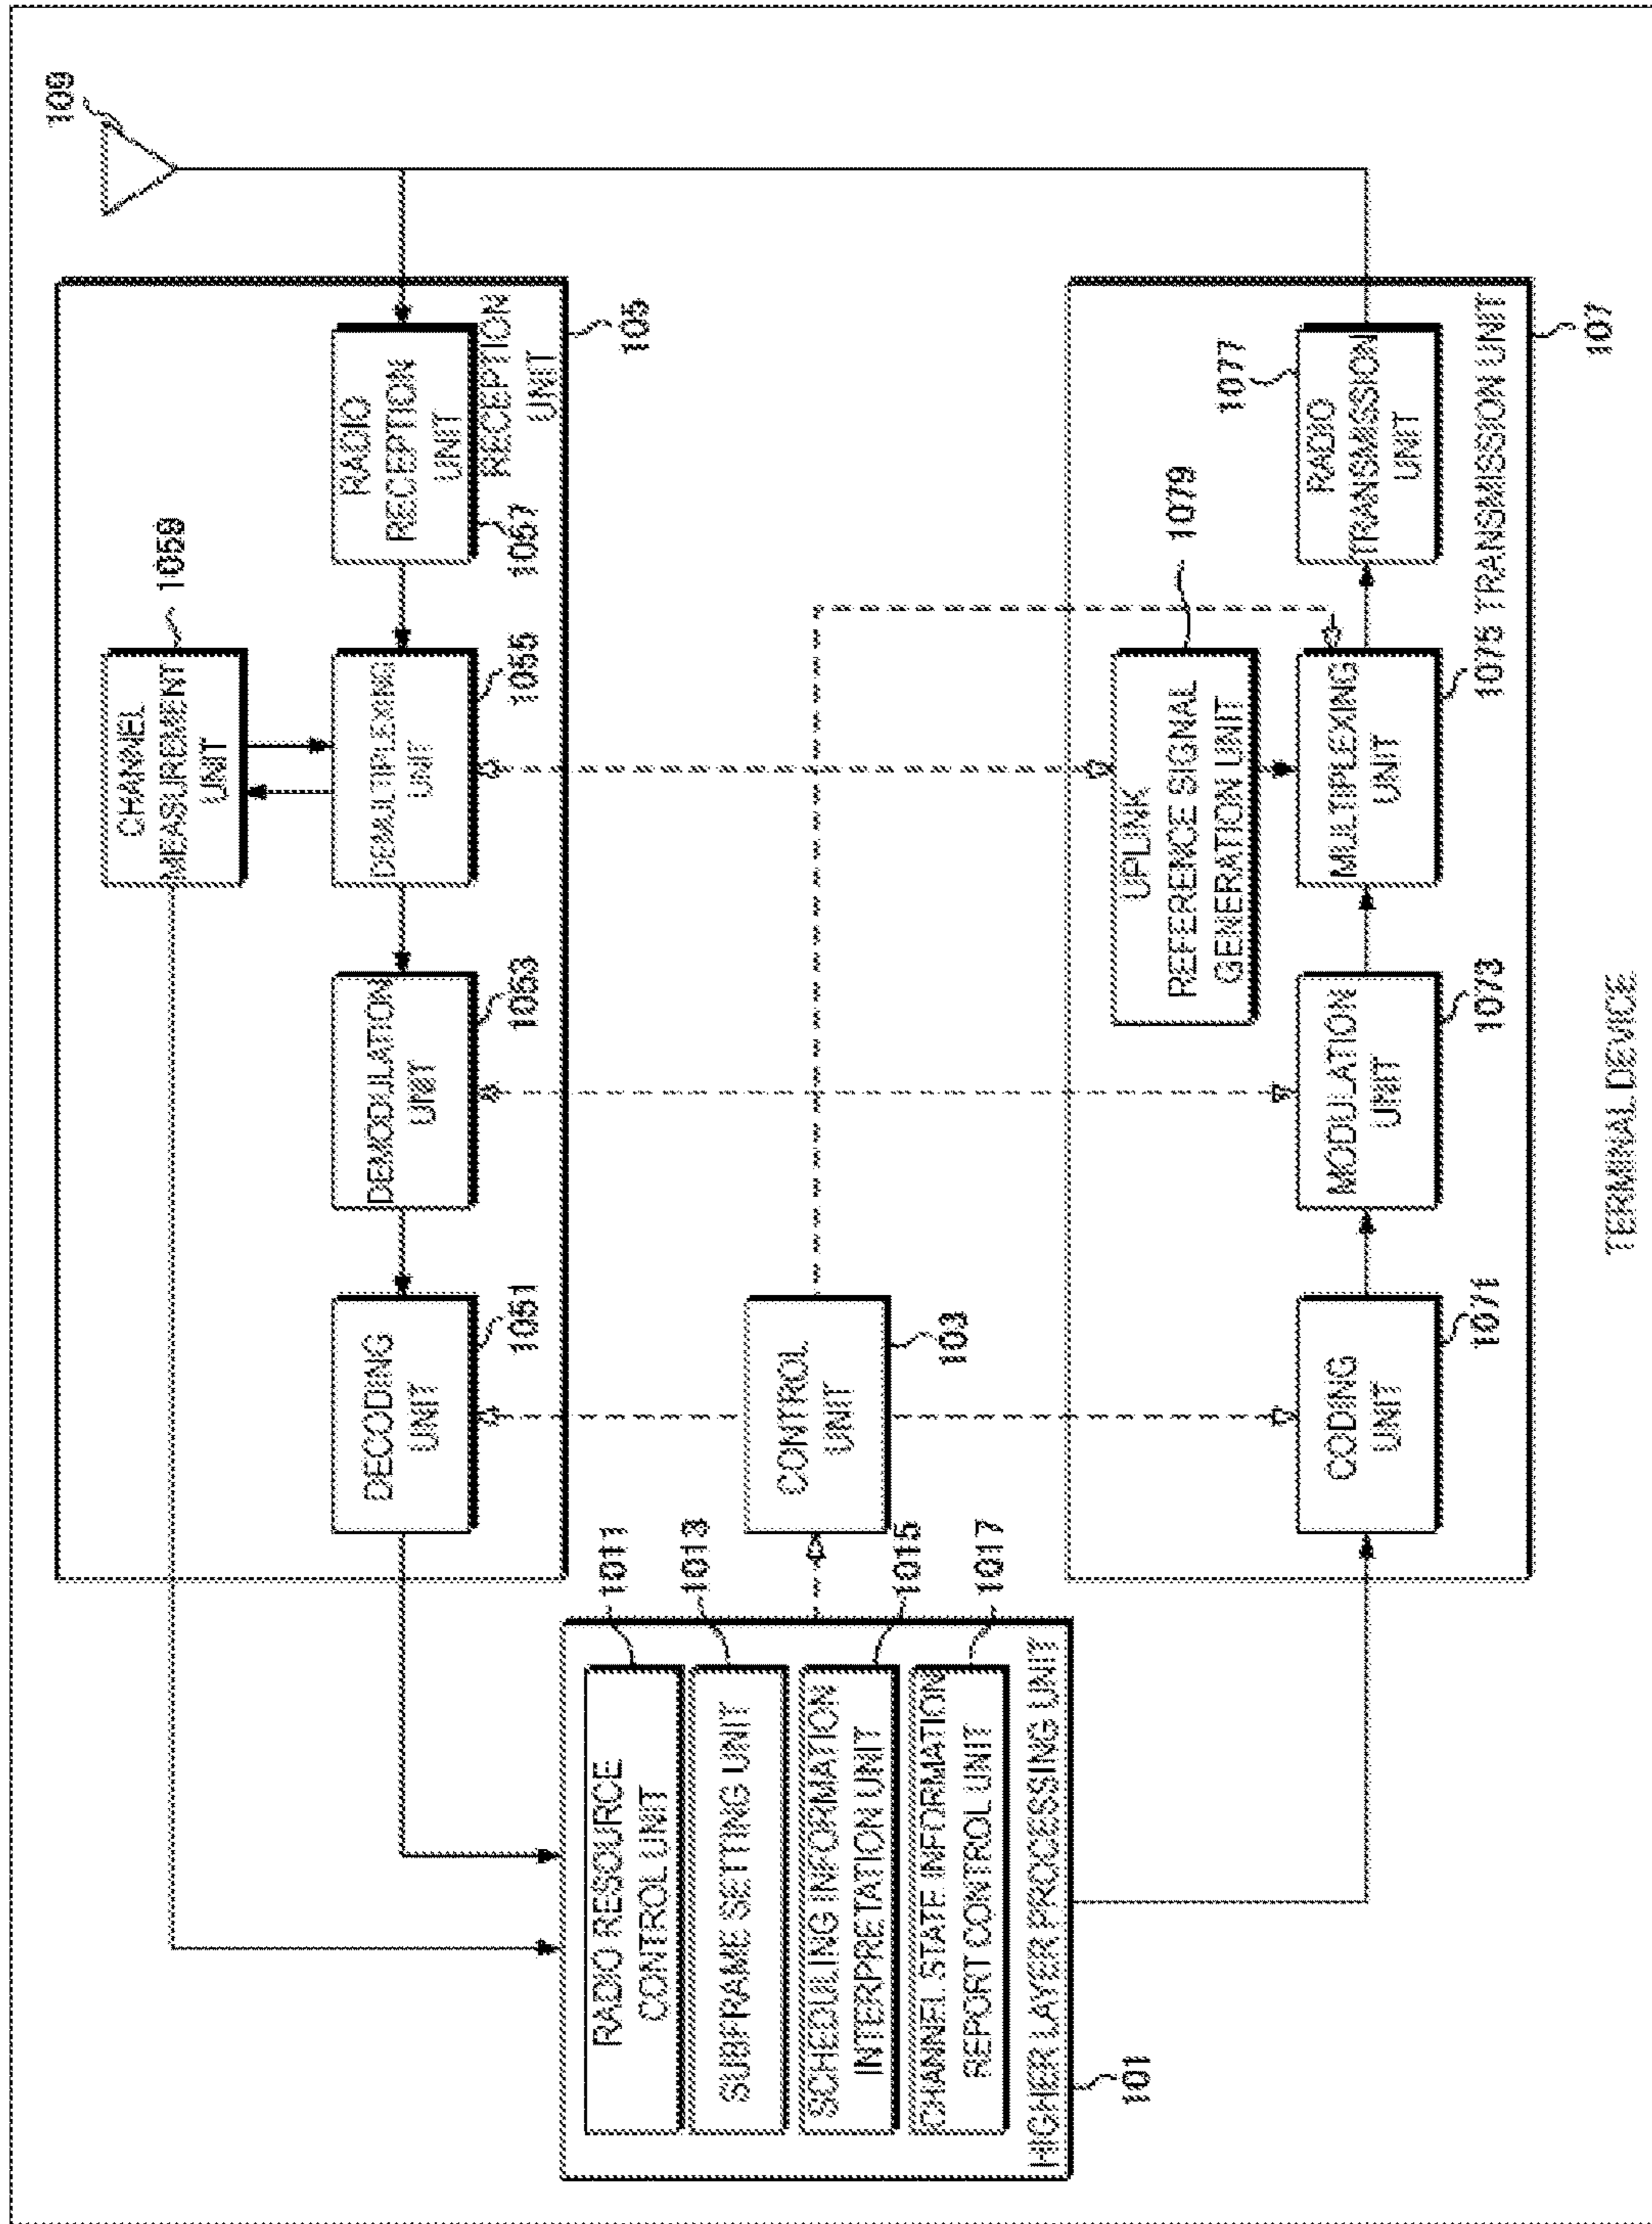 109
1059
CHANNEL
MEASUREMENT
UNIT
DECODING
UNIT
1051
DEMODULATION
UNIT
1053
DEMULTIPLEXING
UNIT
1055
RADIO
RECEPTION
UNIT
1057
RECEPTION
UNIT
105
RADIO RESOURCE
CONTROL UNIT
1011
SUBFRAME SETTING UNIT
1013
SCHEDULING INFORMATION
INTERPRETATION UNIT
1015
CHANNEL STATE INFORMATION
REPORT CONTROL UNIT
1017
HIGHER LAYER PROCESSING UNIT
101
CONTROL
UNIT
103
UPLINK
REFERENCE SIGNAL
GENERATION UNIT
1079
1077
CODING
UNIT
1071
MODULATION
UNIT
1073
MULTIPLEXING
UNIT
1075
RADIO
TRANSMISSION
UNIT
TRANSMISSION UNIT
107
TERMINAL DEVICE